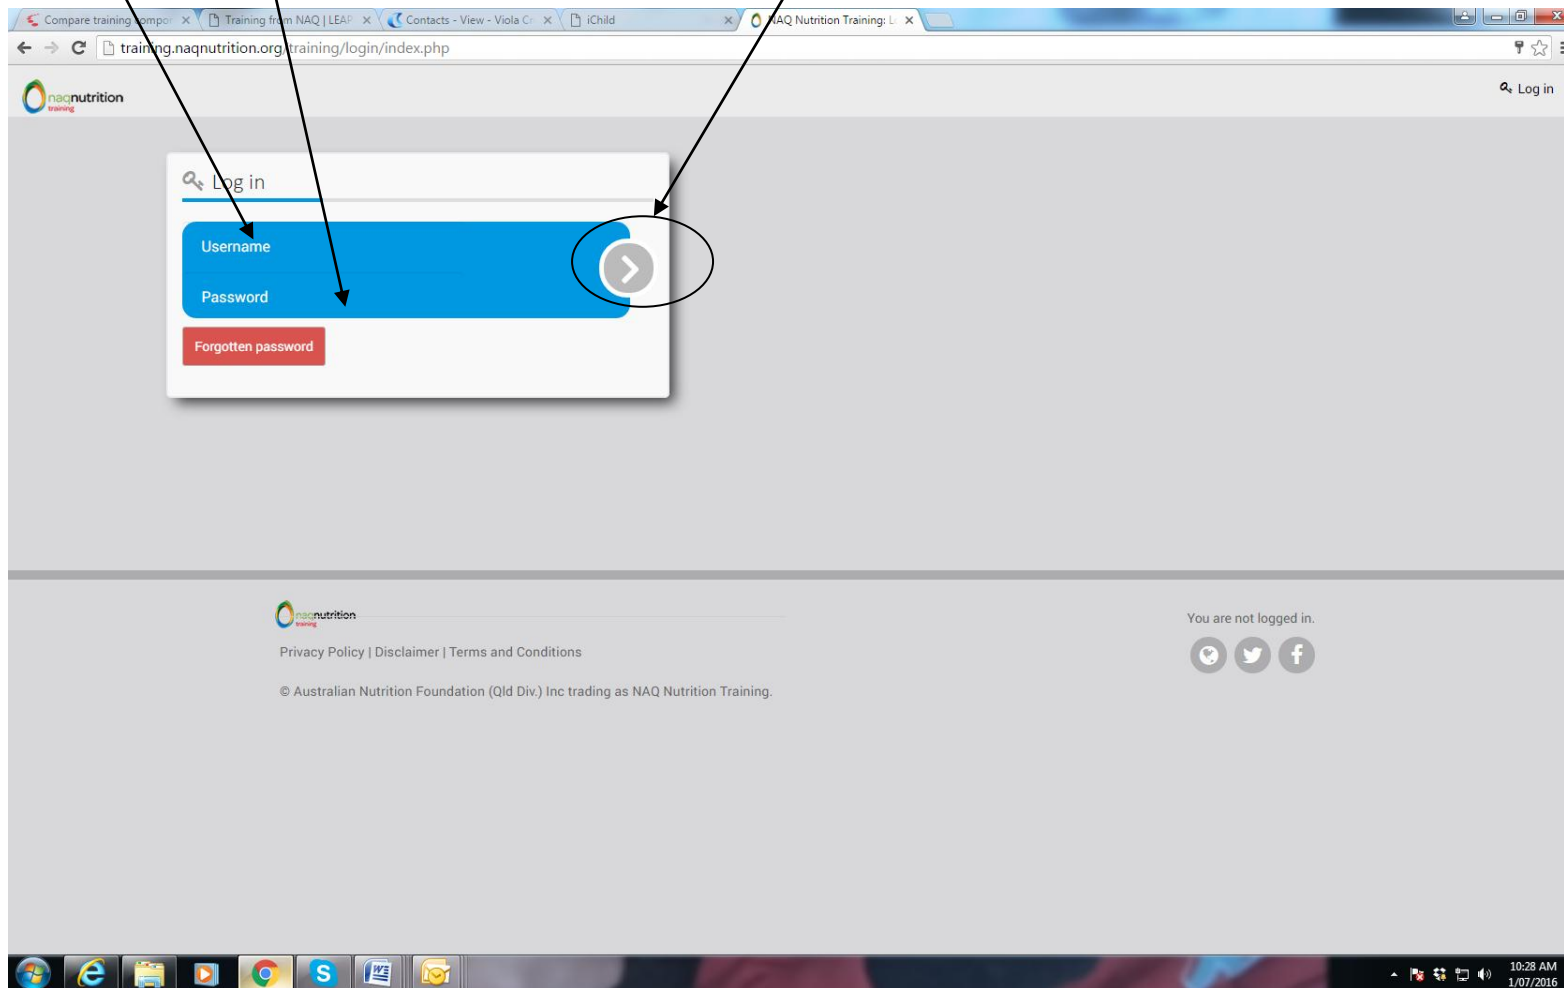 Compare training compor
Training from NAQ | LEAP
Contacts - View - Viola Cr
iChild
NAQ Nutrition Training: L
training.naqnutrition.org/training/login/index.php
naqnutrition
training
Log in
Log in
Username
Password
Forgotten password
naqnutrition
training
You are not logged in.
Privacy Policy | Disclaimer | Terms and Conditions
© Australian Nutrition Foundation (Qld Div.) Inc trading as NAQ Nutrition Training.
10:28 AM
1/07/2016